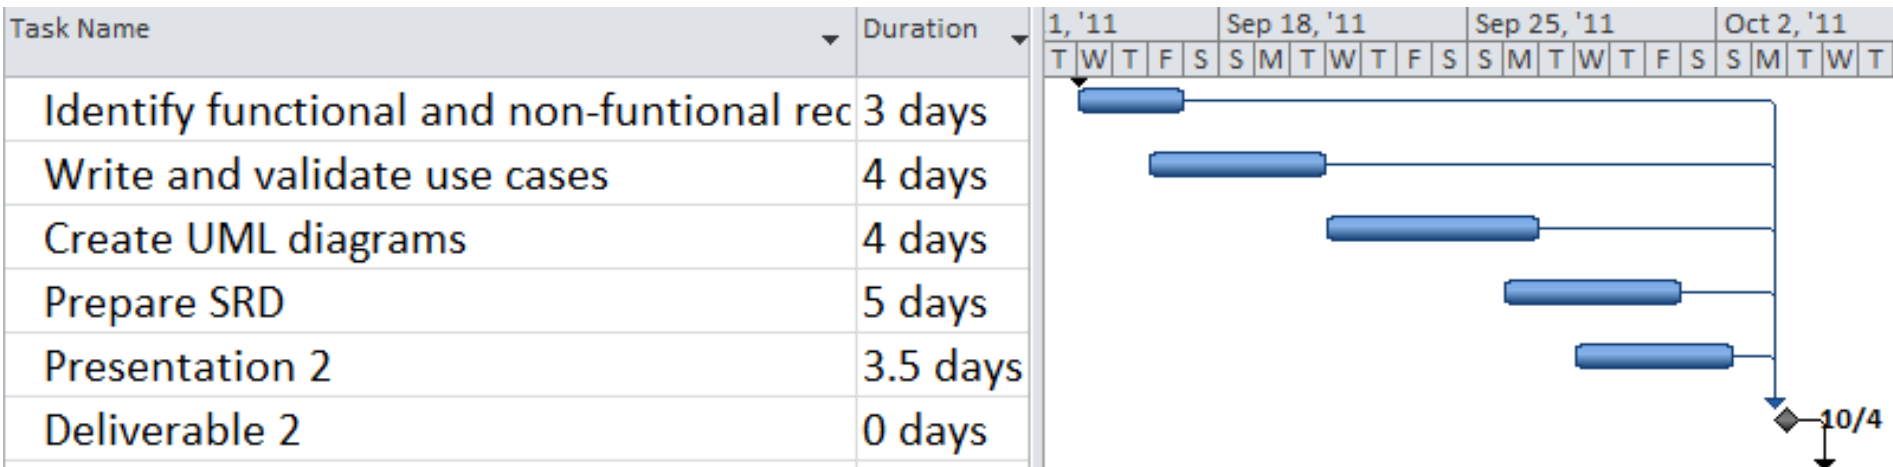 Task Name Duration 1, '11 Sep 18, '11 Sep 25, '11 Oct 2, '11
T W T F S S M T W T F S S M T W T F S S M T W T
Identify functional and non-funtional rec 3 days
Write and validate use cases 4 days
Create UML diagrams 4 days
Prepare SRD 5 days
Presentation 2 3.5 days
Deliverable 2 0 days 10/4